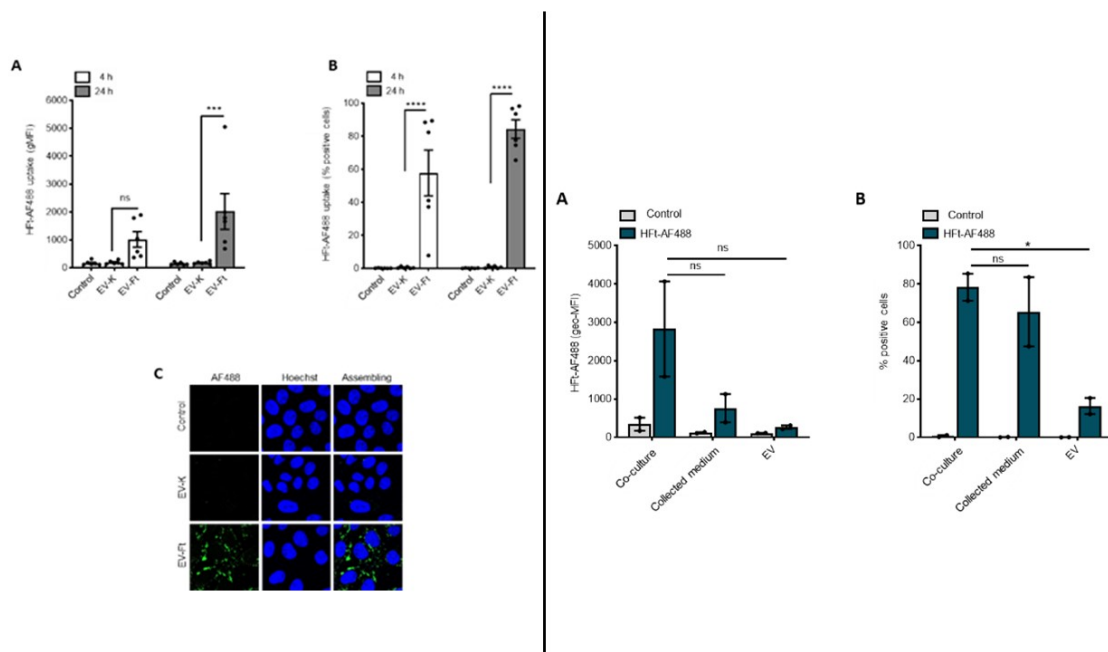 A
4 h
24 h
HFt-AF488 uptake (gMFI)
6000
5000
4000
3000
2000
1000
0
ns
***
Control
EV-K
EV-Ft
Control
EV-K
EV-Ft
B
4 h
24 h
HFt-AF488 uptake (% positive cells)
100
80
60
40
20
0
****
****
Control
EV-K
EV-Ft
Control
EV-K
EV-Ft
C
AF488 Hoechst Assembling
Control
EV-K
EV-Ft
A
Control
HFt-AF488
HFt-AF488 (geo-MFI)
5000
4000
3000
2000
1000
0
ns
ns
Co-culture
Collected medium
EV
B
Control
HFt-AF488
% positive cells
100
80
60
40
20
0
*
ns
Co-culture
Collected medium
EV